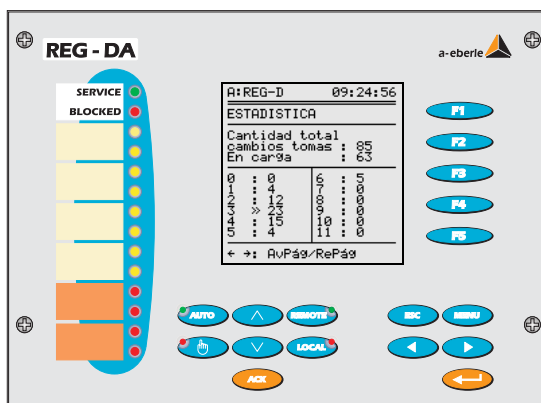 REG - DA
a-eberle
SERVICE
BLOCKED
A:REG-D 09:24:56
ESTADISTICA
Cantidad total
cambios tomas : 85
En carga : 63
0 : 0 6 : 5
1 : 4 7 : 0
2 : 12 8 : 0
3 » 23 9 : 0
4 : 15 10 : 0
5 : 4 11 : 0
← →: AvPág/RePág
F1
F2
F3
F4
F5
AUTO
REMOTE
ESC
MENU
LOCAL
ACK